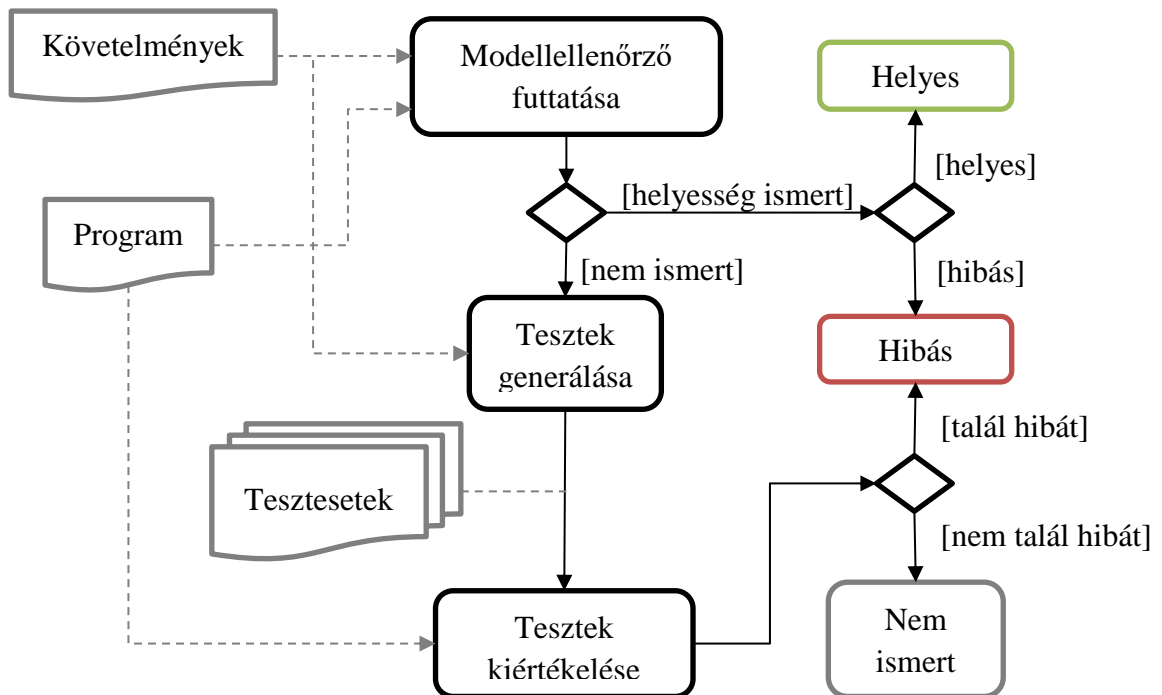 Követelmények
Modellellenőrző
futtatása
Helyes
[helyes]
[helyesség ismert]
Program
[nem ismert]
[hibás]
Tesztek
generálása
Hibás
[talál hibát]
Tesztesetek
[nem talál hibát]
Tesztek
kiértékelése
Nem
ismert